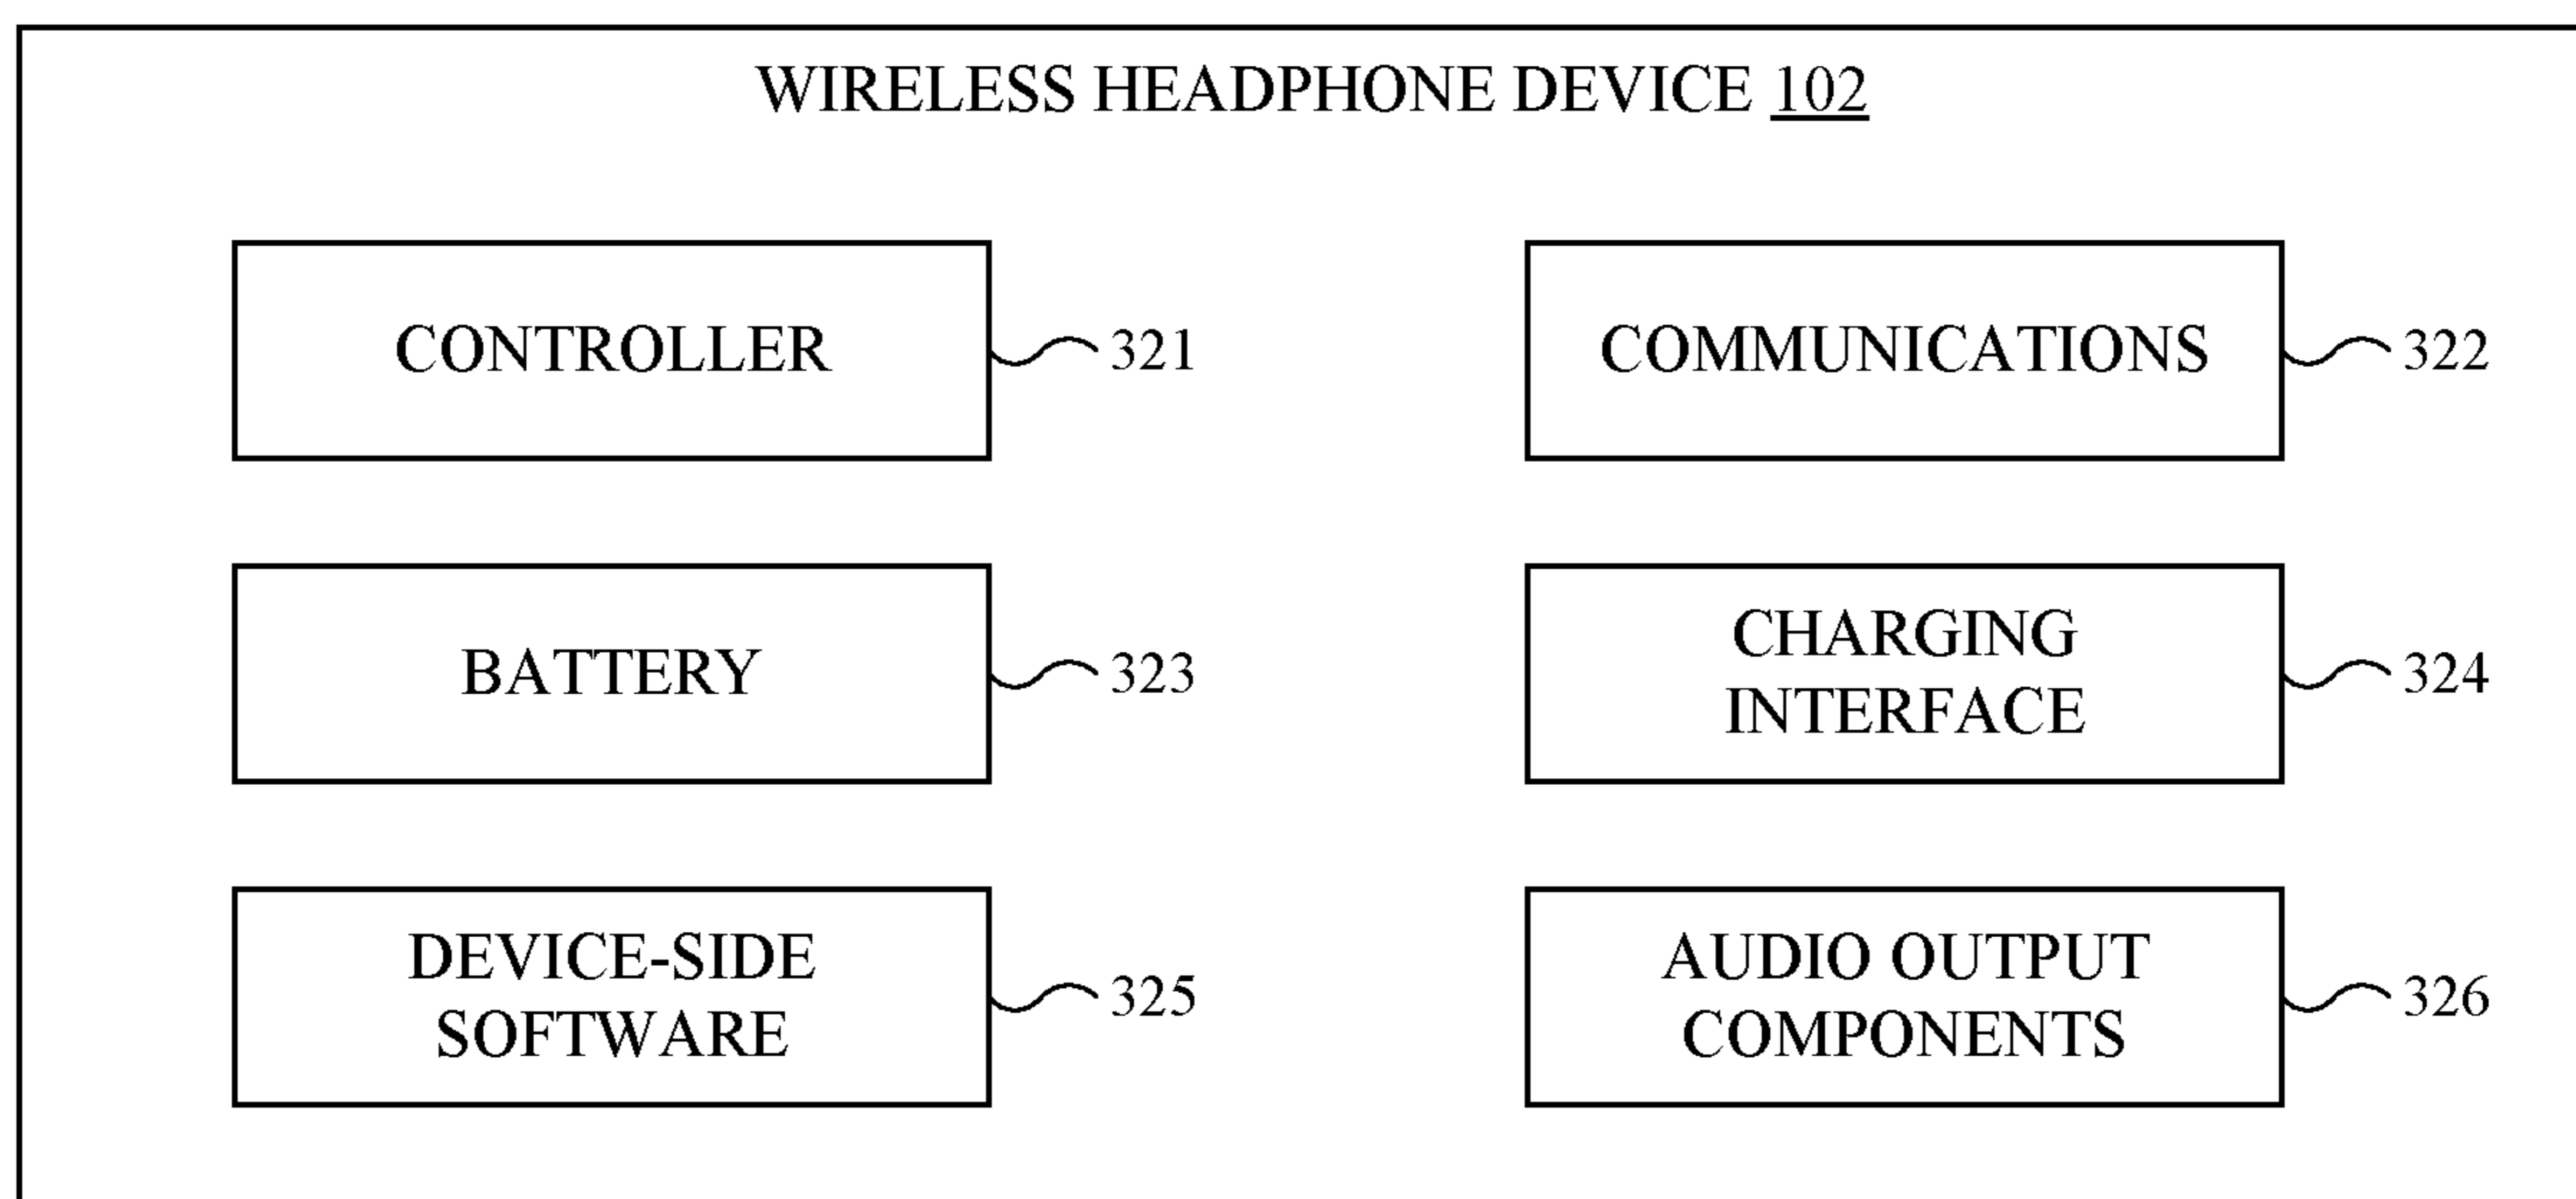 WIRELESS HEADPHONE DEVICE 102
CONTROLLER 321
COMMUNICATIONS 322
BATTERY 323
CHARGING
INTERFACE 324
DEVICE-SIDE
SOFTWARE 325
AUDIO OUTPUT
COMPONENTS 326